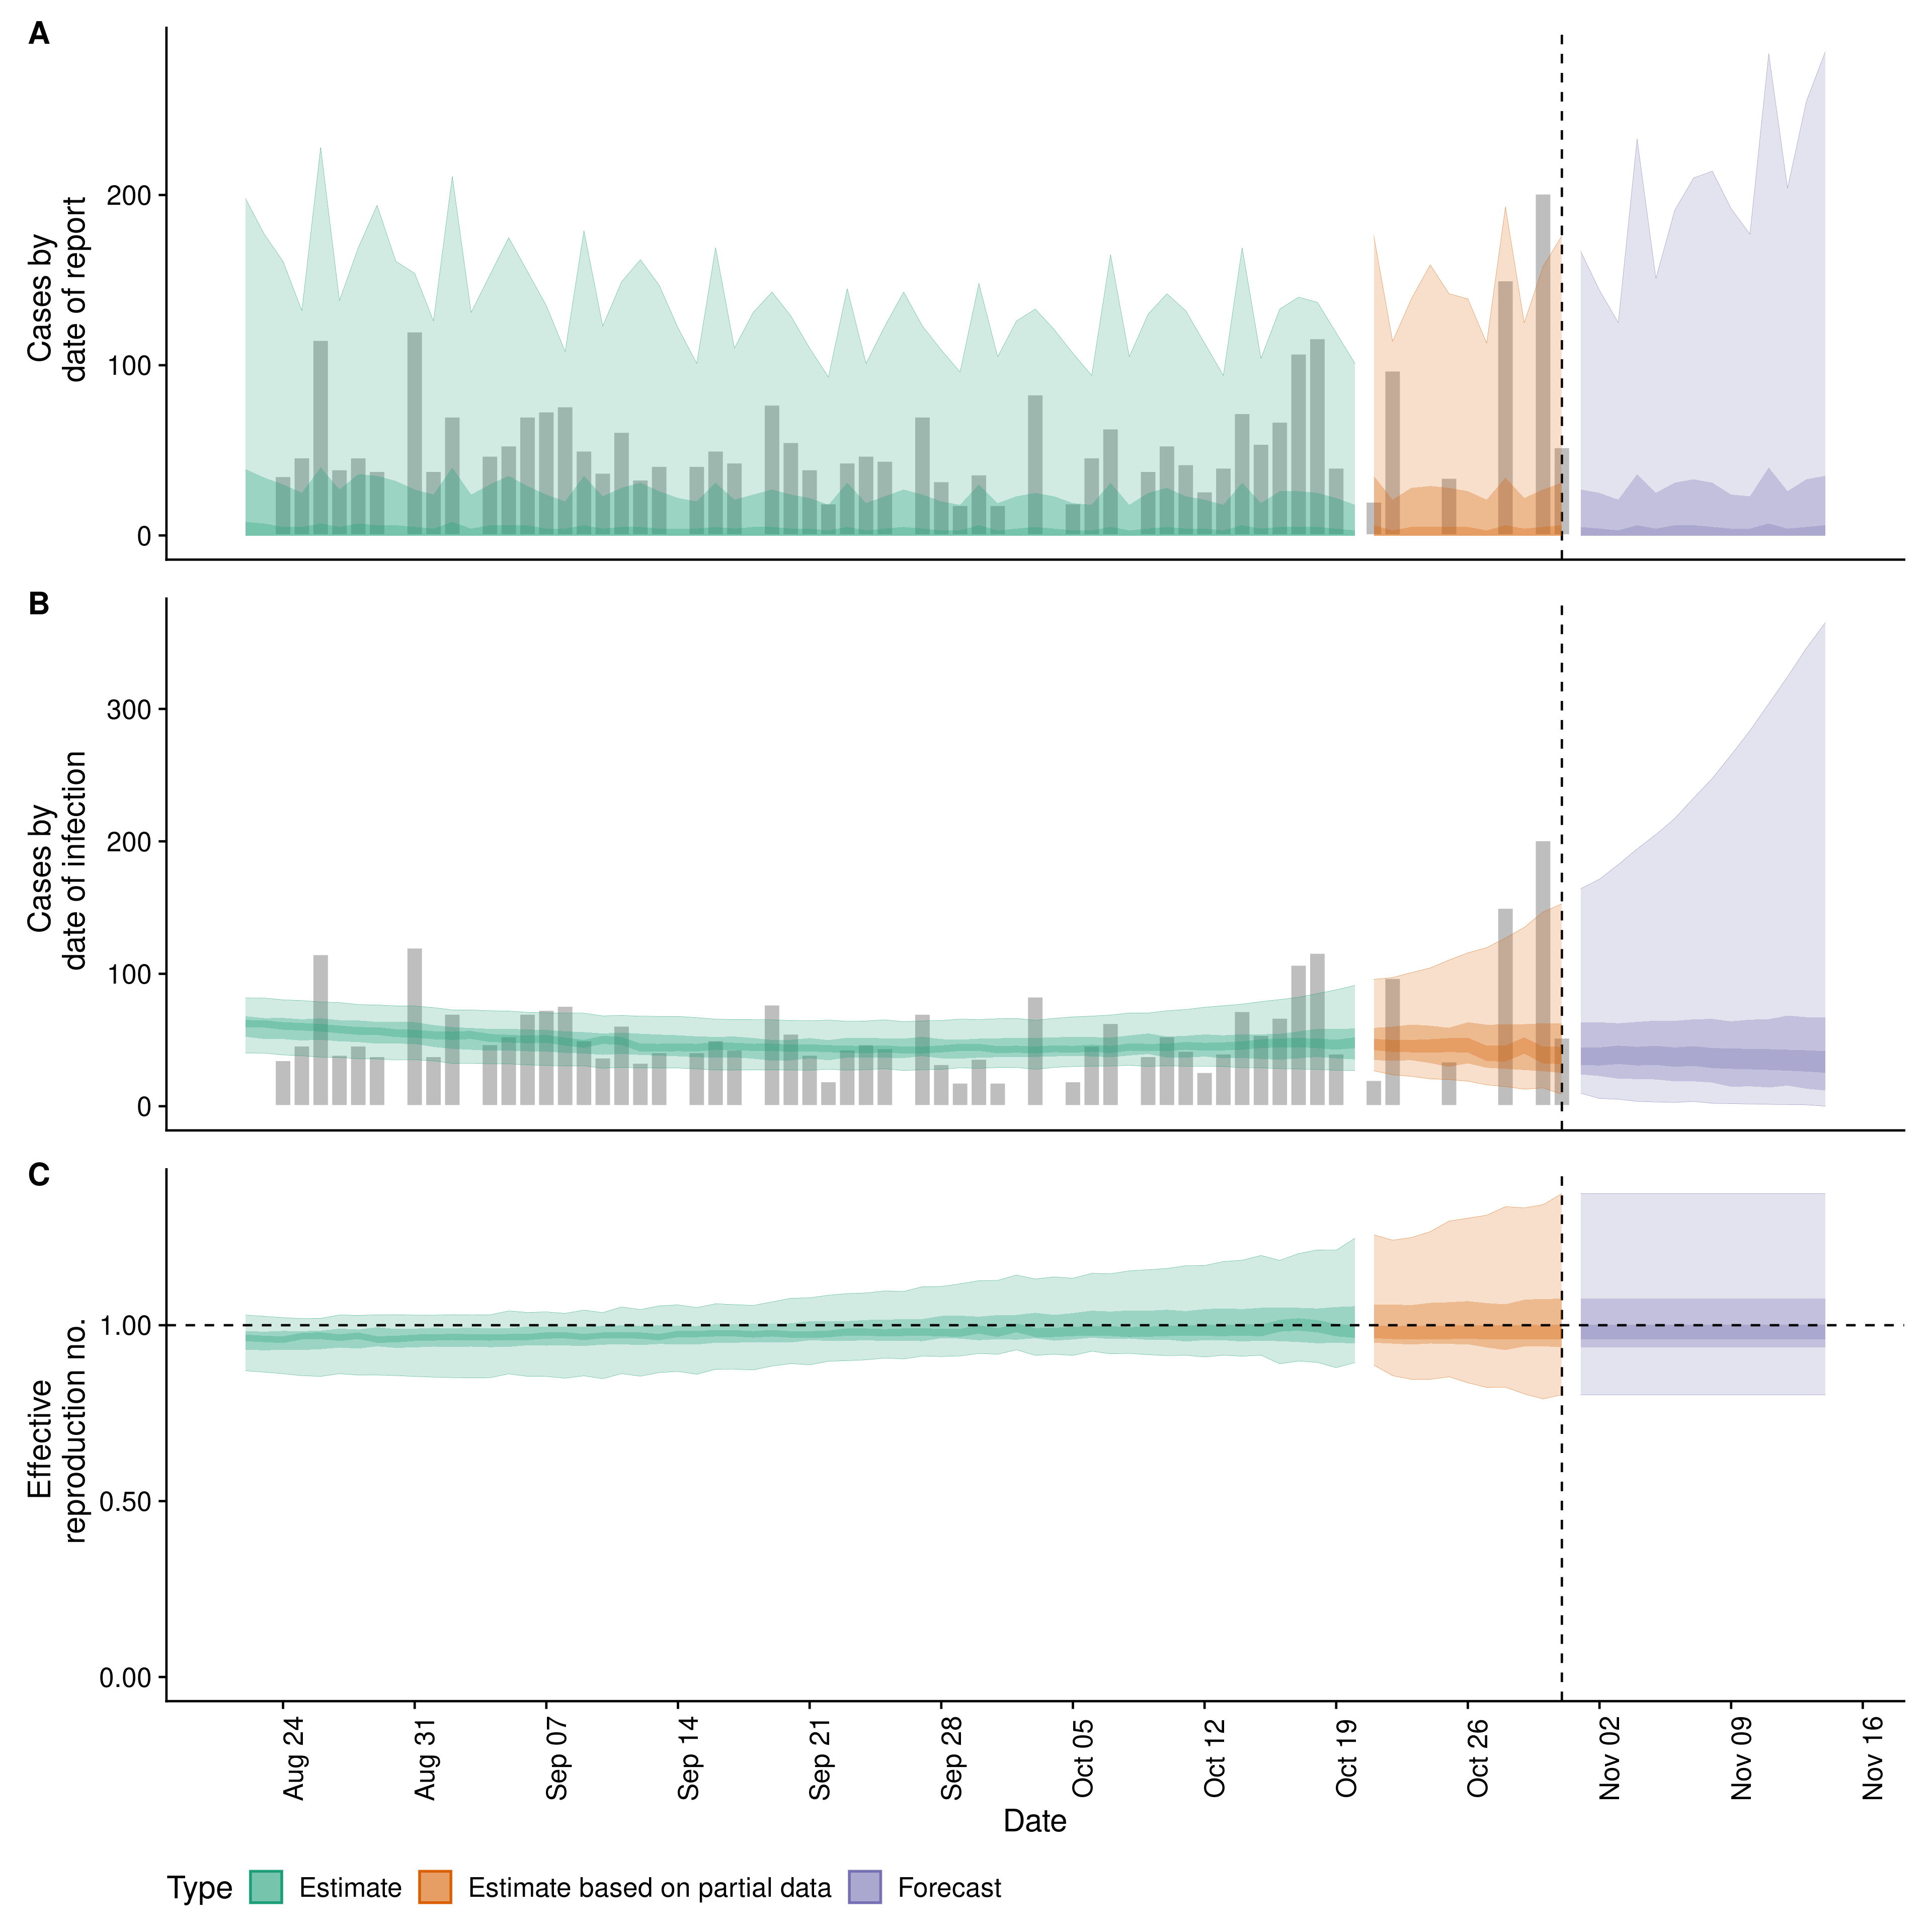 A
Cases by
date of report
200
100
0
B
Cases by
date of infection
300
200
100
0
C
Effective
reproduction no.
1.00
0.50
0.00
Aug 24
Aug 31
Sep 07
Sep 14
Sep 21
Sep 28
Oct 05
Oct 12
Oct 19
Oct 26
Nov 02
Nov 09
Nov 16
Date
Type
Estimate
Estimate based on partial data
Forecast